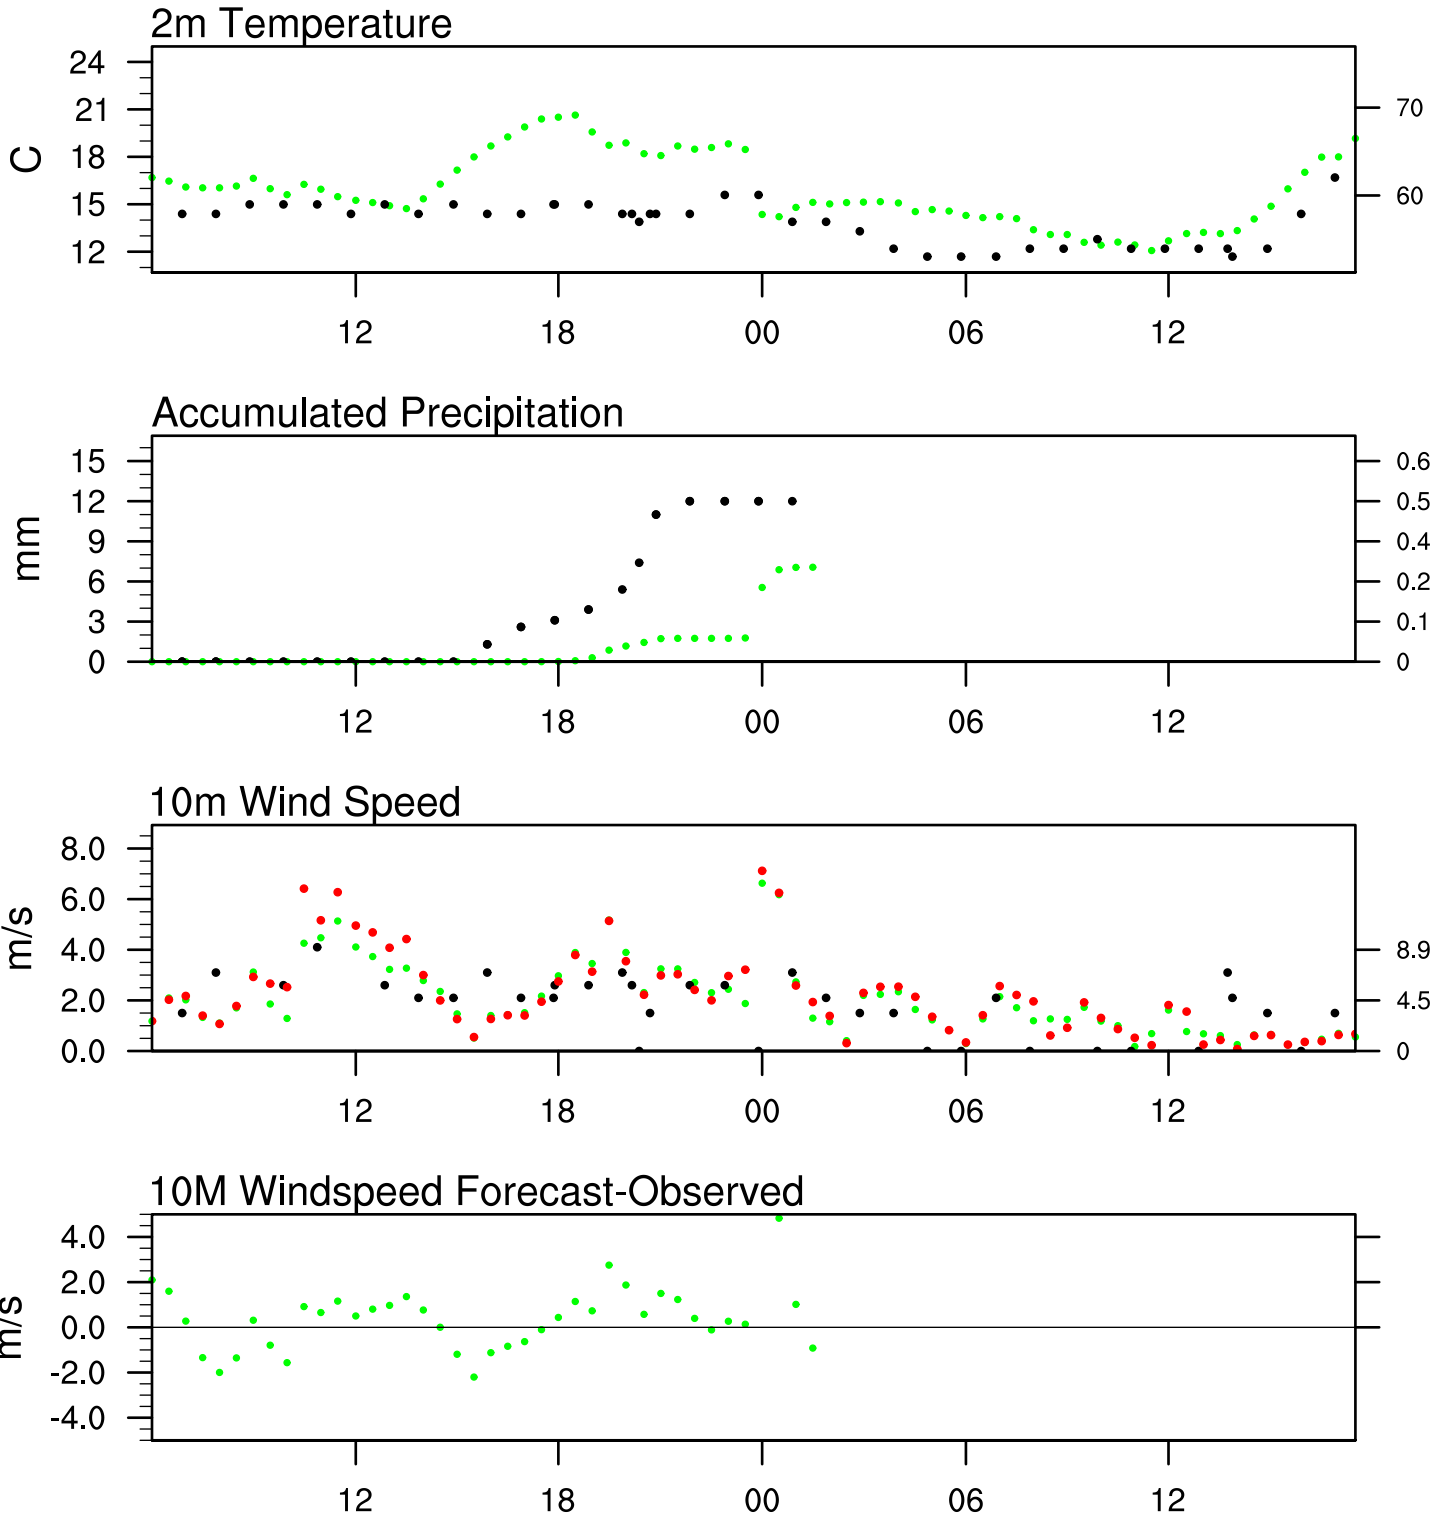 2m Temperature
24
21
18
15
12
C
70
60
12 18 00 06 12
Accumulated Precipitation
15
12
9
6
3
0
mm
0.6
0.5
0.4
0.2
0.1
0
12 18 00 06 12
10m Wind Speed
8.0
6.0
4.0
2.0
0.0
m/s
8.9
4.5
0
12 18 00 06 12
10M Windspeed Forecast-Observed
4.0
2.0
0.0
-2.0
-4.0
m/s
12 18 00 06 12